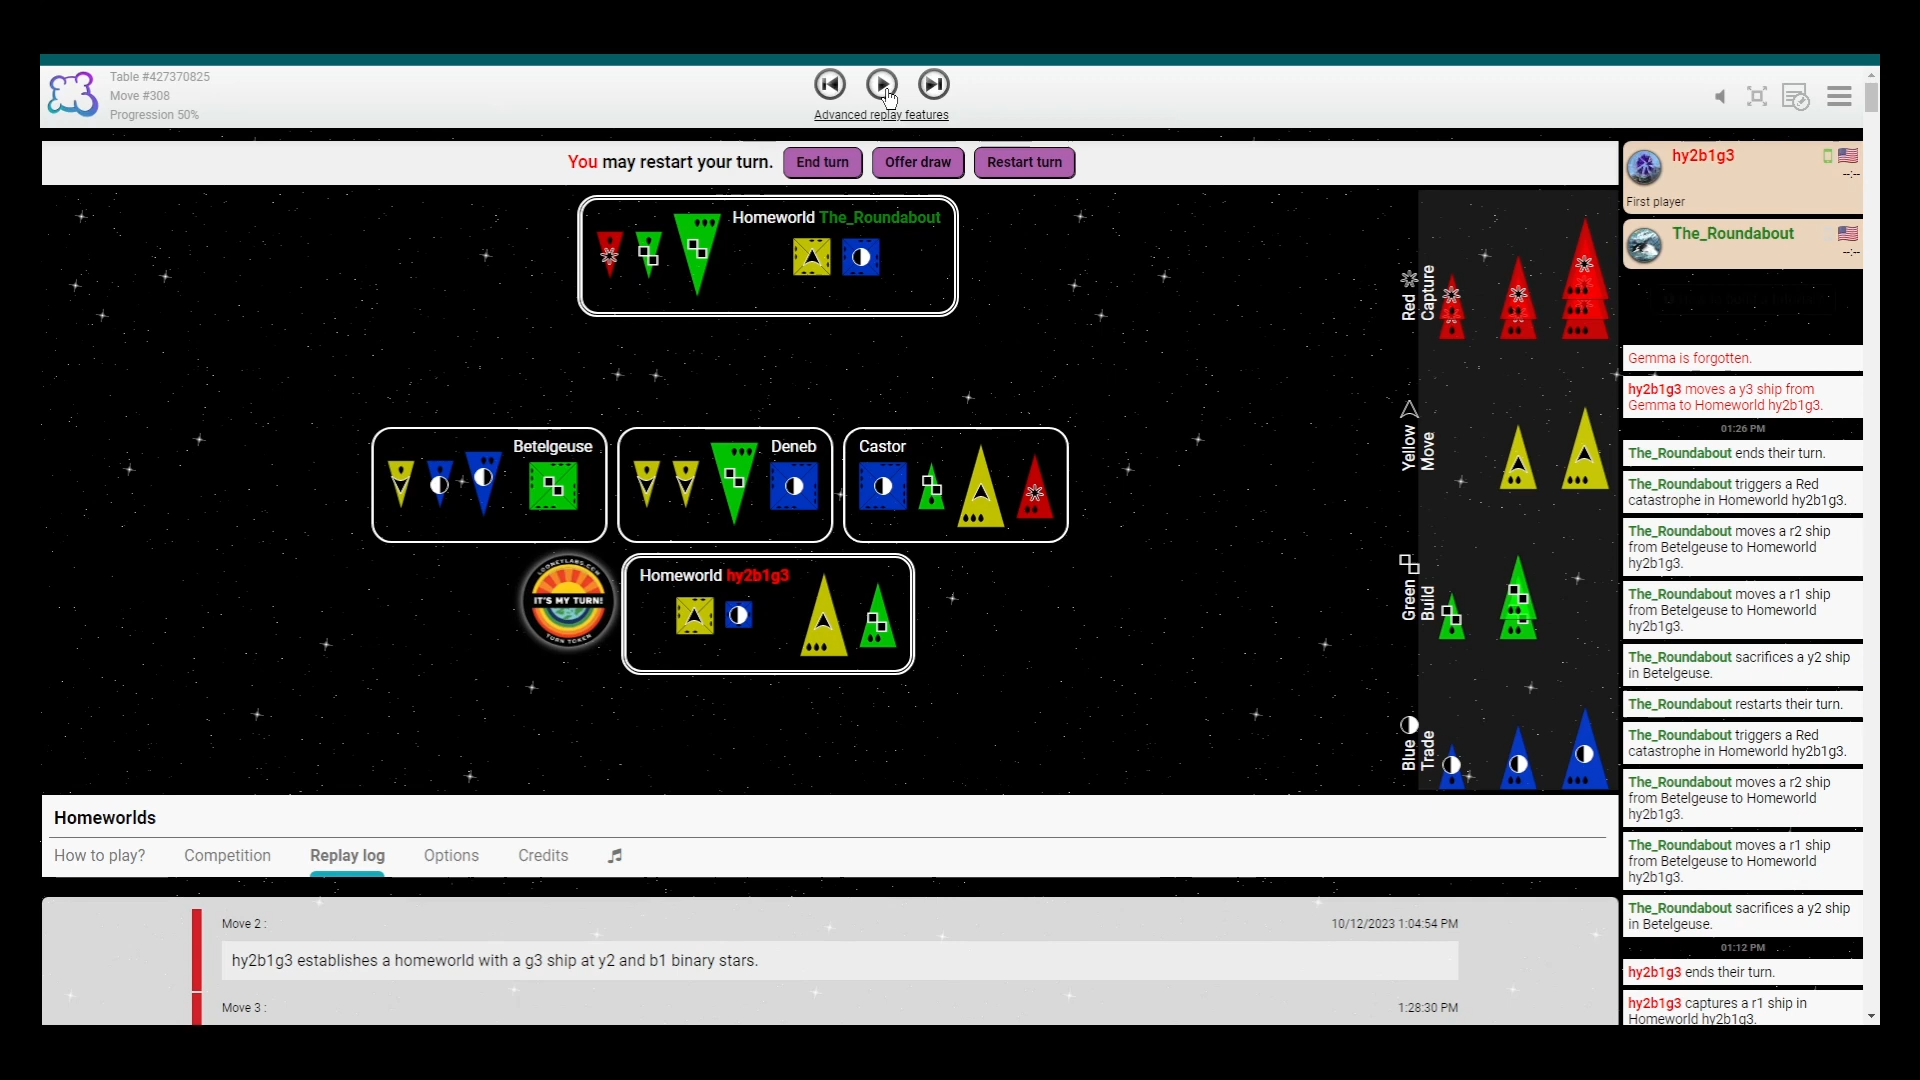 Table #427370825
Move #308
Progression 50%
Advanced replay features
You may restart your turn.
End turn
Offer draw
Restart turn
Homeworld The_Roundabout
Betelgeuse
Deneb
Castor
LOONEYLABS.COM
IT'S MY TURN!
TURN TOKEN
Homeworld hy2b1g3
Red
Capture
Yellow
Move
Green
Build
Blue
Trade
hy2b1g3
--:--
First player
The_Roundabout
--:--
Gemma is forgotten.
hy2b1g3 moves a y3 ship from
Gemma to Homeworld hy2b1g3.
01:26 PM
The_Roundabout ends their turn.
The_Roundabout triggers a Red
catastrophe in Homeworld hy2b1g3.
The_Roundabout moves a r2 ship
from Betelgeuse to Homeworld
hy2b1g3.
The_Roundabout moves a r1 ship
from Betelgeuse to Homeworld
hy2b1g3.
The_Roundabout sacrifices a y2 ship
in Betelgeuse.
The_Roundabout restarts their turn.
The_Roundabout triggers a Red
catastrophe in Homeworld hy2b1g3.
The_Roundabout moves a r2 ship
from Betelgeuse to Homeworld
hy2b1g3.
The_Roundabout moves a r1 ship
from Betelgeuse to Homeworld
hy2b1g3.
The_Roundabout sacrifices a y2 ship
in Betelgeuse.
01:12 PM
hy2b1g3 ends their turn.
hy2b1g3 captures a r1 ship in
Homeworld hy2b1g3.
Homeworlds
How to play?
Competition
Replay log
Options
Credits
Move 2 :
10/12/2023 1:04:54 PM
hy2b1g3 establishes a homeworld with a g3 ship at y2 and b1 binary stars.
Move 3 :
1:28:30 PM